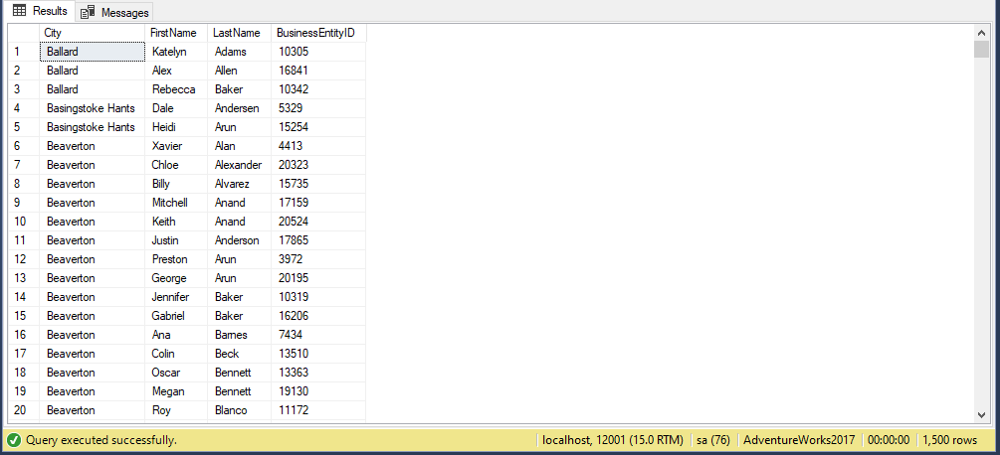 Results Messages
City FirstName LastName BusinessEntityID
1 Ballard Katelyn Adams 10305
2 Ballard Alex Allen 16841
3 Ballard Rebecca Baker 10342
4 Basingstoke Hants Dale Andersen 5329
5 Basingstoke Hants Heidi Arun 15254
6 Beaverton Xavier Alan 4413
7 Beaverton Chloe Alexander 20323
8 Beaverton Billy Alvarez 15735
9 Beaverton Mitchell Anand 17159
10 Beaverton Keith Anand 20524
11 Beaverton Justin Anderson 17865
12 Beaverton Preston Arun 3972
13 Beaverton George Arun 20195
14 Beaverton Jennifer Baker 10319
15 Beaverton Gabriel Baker 16206
16 Beaverton Ana Barnes 7434
17 Beaverton Colin Beck 13510
18 Beaverton Oscar Bennett 13363
19 Beaverton Megan Bennett 19130
20 Beaverton Roy Blanco 11172
Query executed successfully. localhost, 12001 (15.0 RTM) sa (76) AdventureWorks2017 00:00:00 1,500 rows